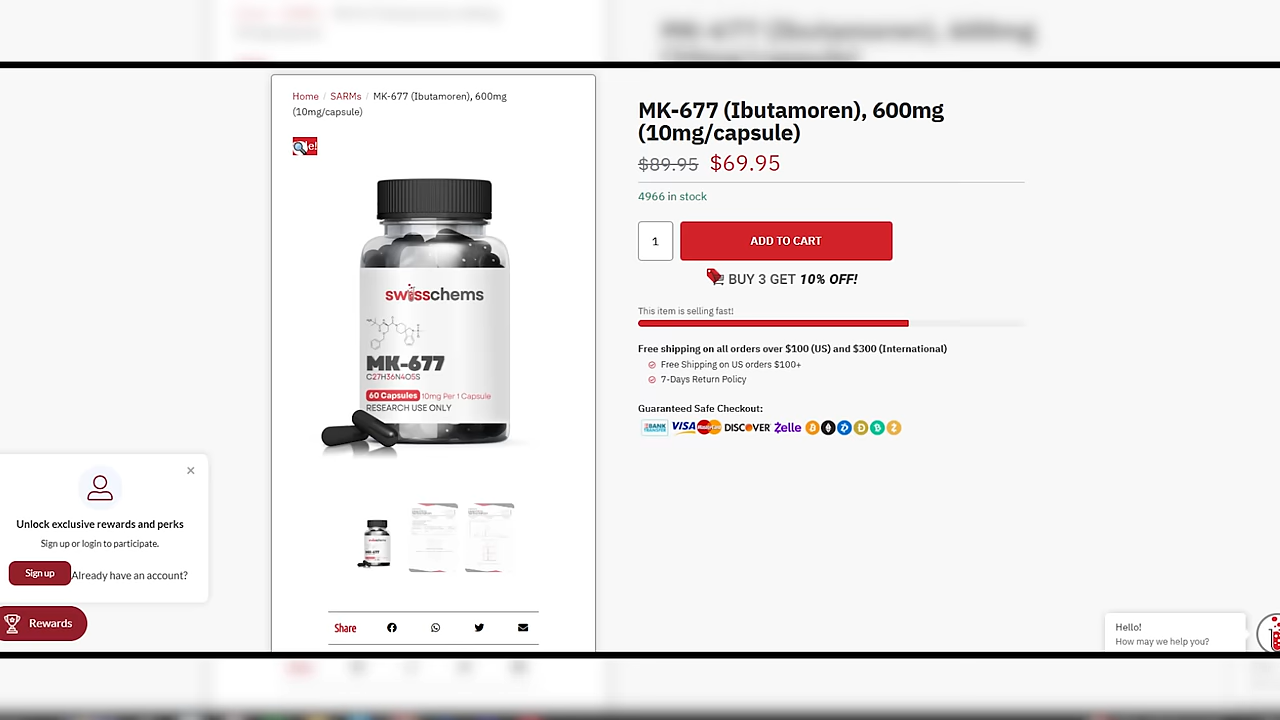 Home / SARMs / MK-677 (Ibutamoren), 600mg
(10mg/capsule)
e!
swisschems
MK-677
C27H36N4O5S
60 Capsules 10mg Per 1 Capsule
RESEARCH USE ONLY
Share
MK-677 (Ibutamoren), 600mg
(10mg/capsule)
$89.95 $69.95
4966 in stock
1 ADD TO CART
BUY 3 GET 10% OFF!
This item is selling fast!
Free shipping on all orders over $100 (US) and $300 (International)
Free Shipping on US orders $100+
7-Days Return Policy
Guaranteed Safe Checkout:
BANK TRANSFER VISA MasterCard DISCOVER Zelle
×
Unlock exclusive rewards and perks
Sign up or login to participate.
Sign up Already have an account?
Rewards
Hello!
How may we help you?